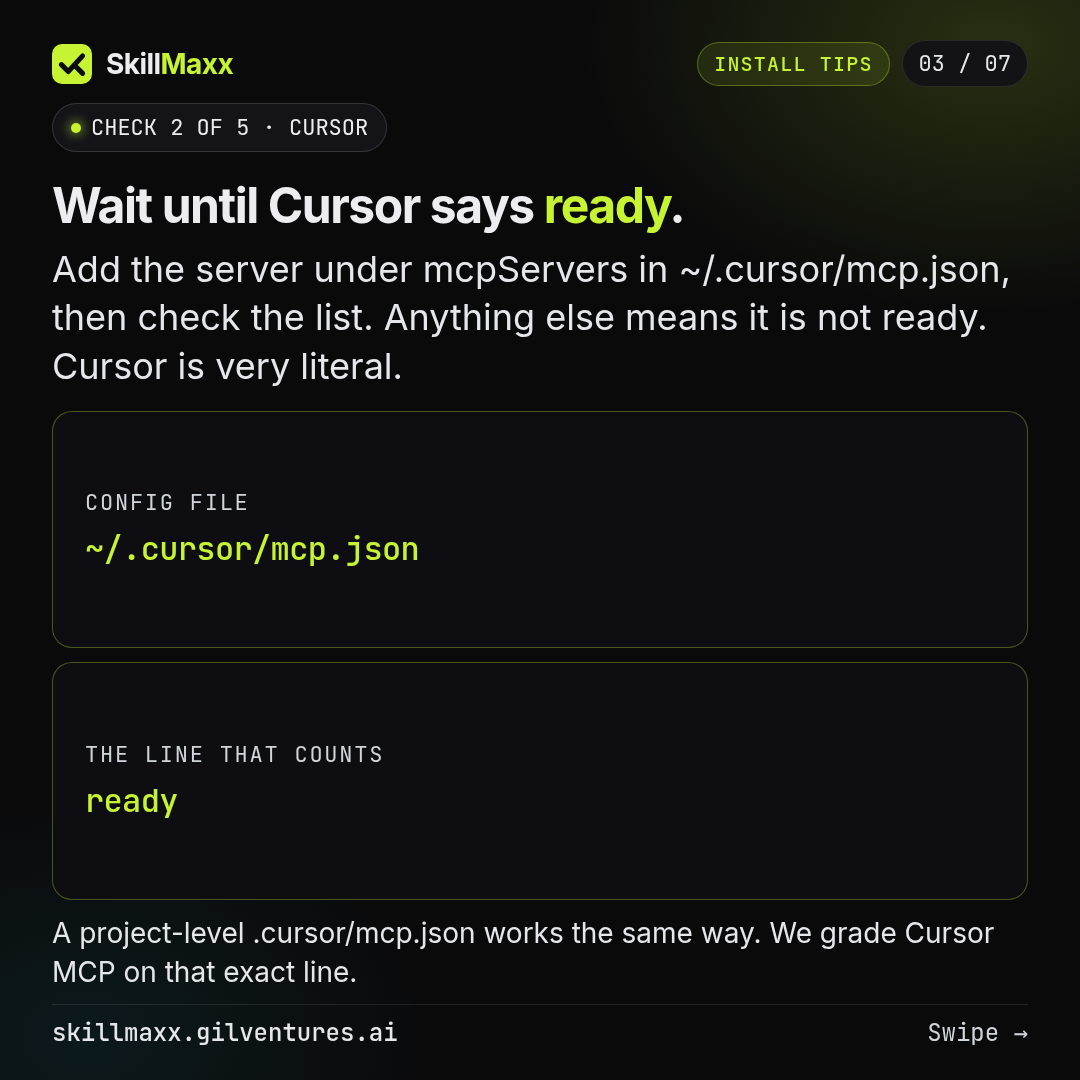 SkillMaxx
INSTALL TIPS
03 / 07
CHECK 2 OF 5 · CURSOR
Wait until Cursor says ready.
Add the server under mcpServers in ~/.cursor/mcp.json,
then check the list. Anything else means it is not ready.
Cursor is very literal.
CONFIG FILE
~/.cursor/mcp.json
THE LINE THAT COUNTS
ready
A project-level .cursor/mcp.json works the same way. We grade Cursor
MCP on that exact line.
skillmaxx.gilventures.ai
Swipe →